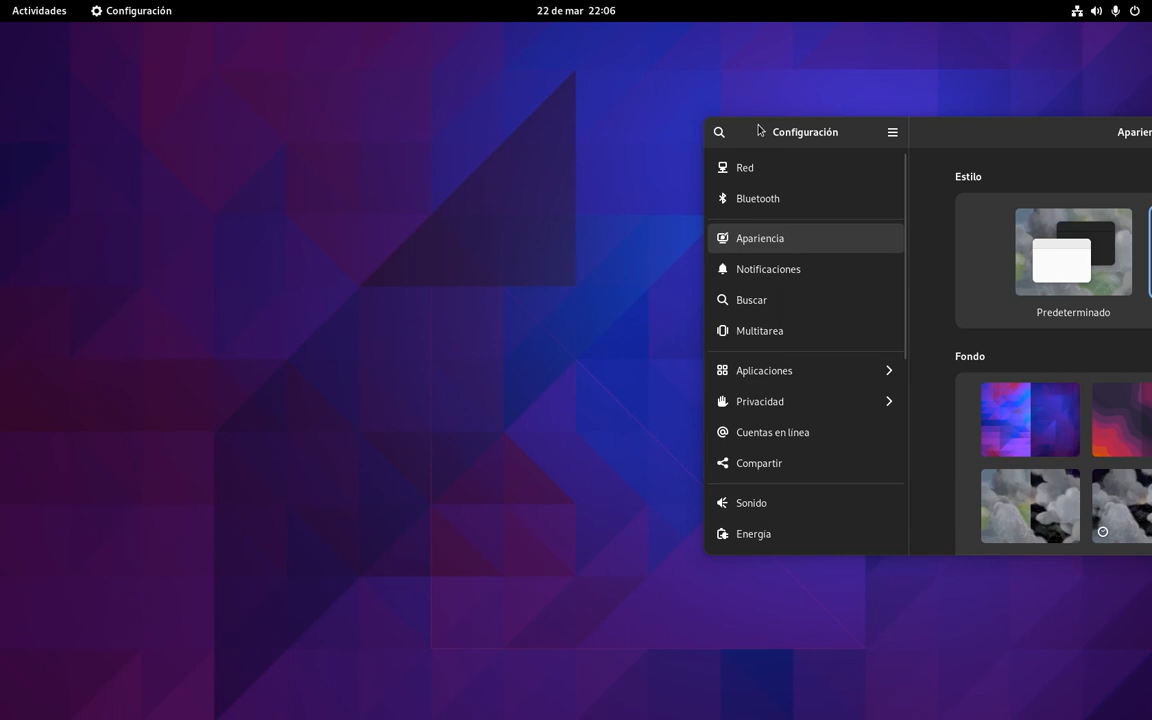 Actividades Configuración 22 de mar 22:06
Configuración
Red
Bluetooth
Apariencia
Notificaciones
Buscar
Multitarea
Aplicaciones
Privacidad
Cuentas en línea
Compartir
Sonido
Energía
Estilo
Predeterminado
Fondo